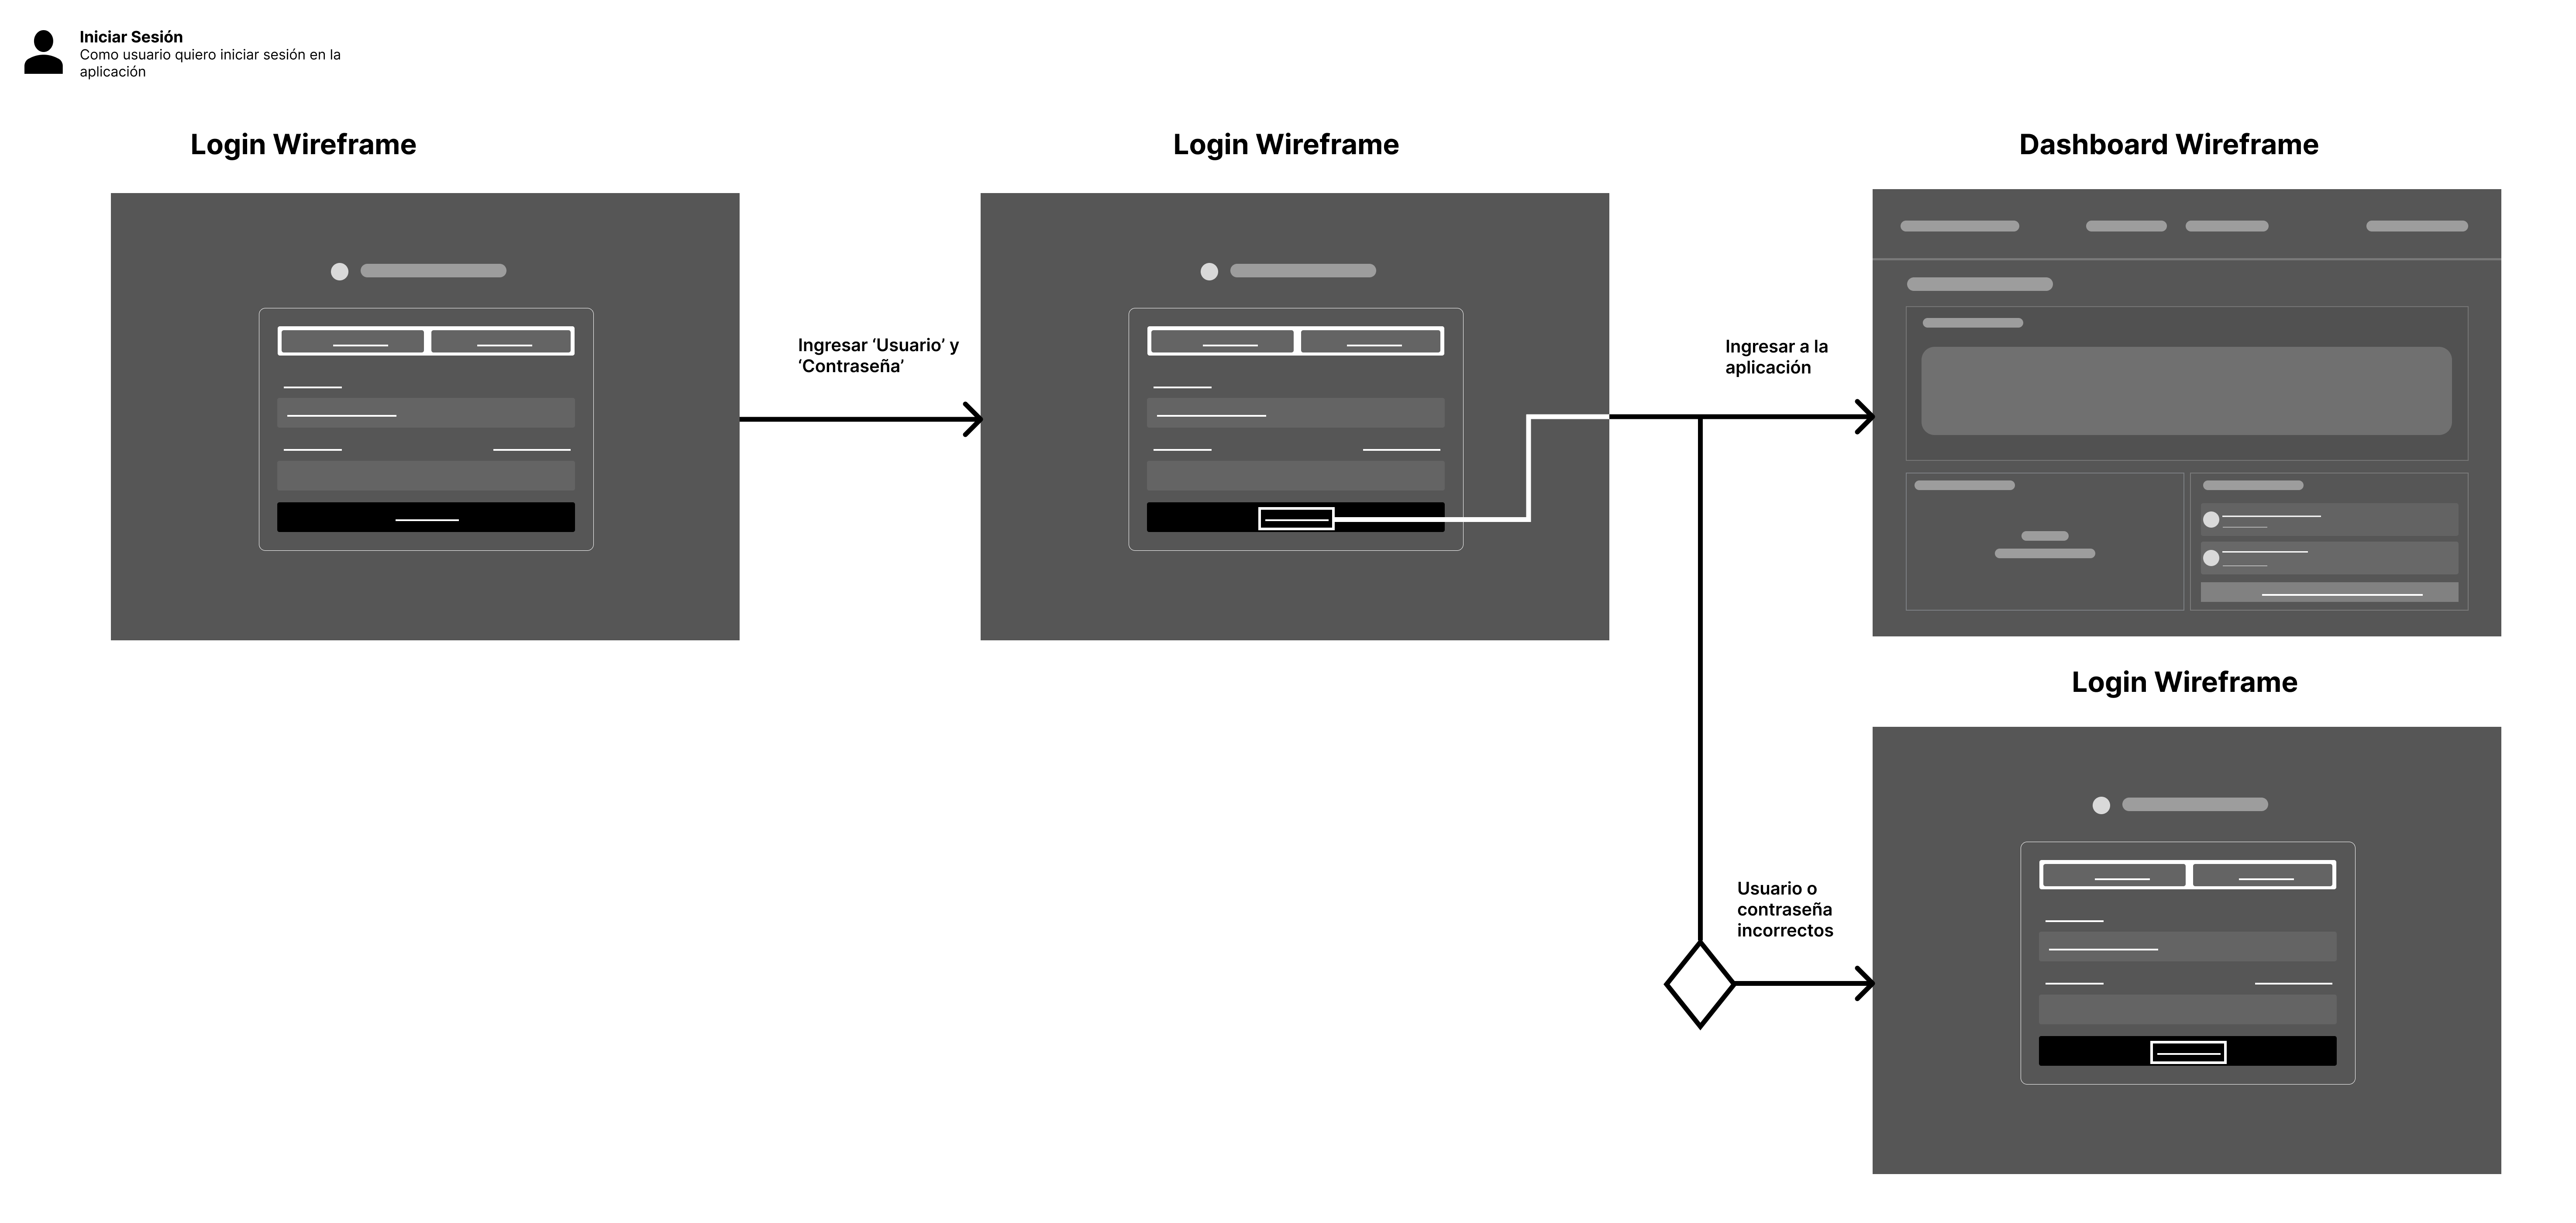 Iniciar Sesión
Como usuario quiero iniciar sesión en la
aplicación
Login Wireframe
Login Wireframe
Dashboard Wireframe
Ingresar ‘Usuario’ y
‘Contraseña’
Ingresar a la
aplicación
Login Wireframe
Usuario o
contraseña
incorrectos